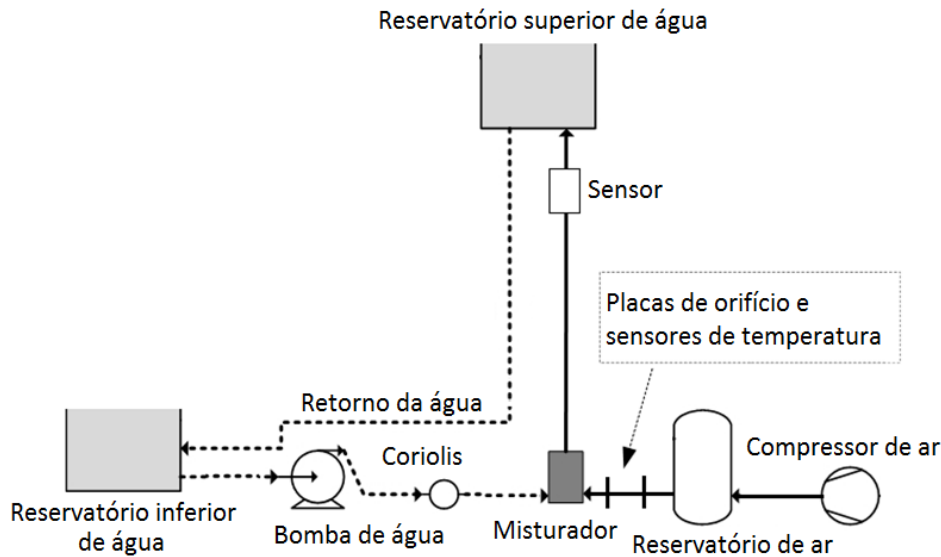 Reservatório superior de água
Sensor
Placas de orifício e
sensores de temperatura
Retorno da água
Coriolis
Compressor de ar
Reservatório inferior
de água
Bomba de água
Misturador
Reservatório de ar